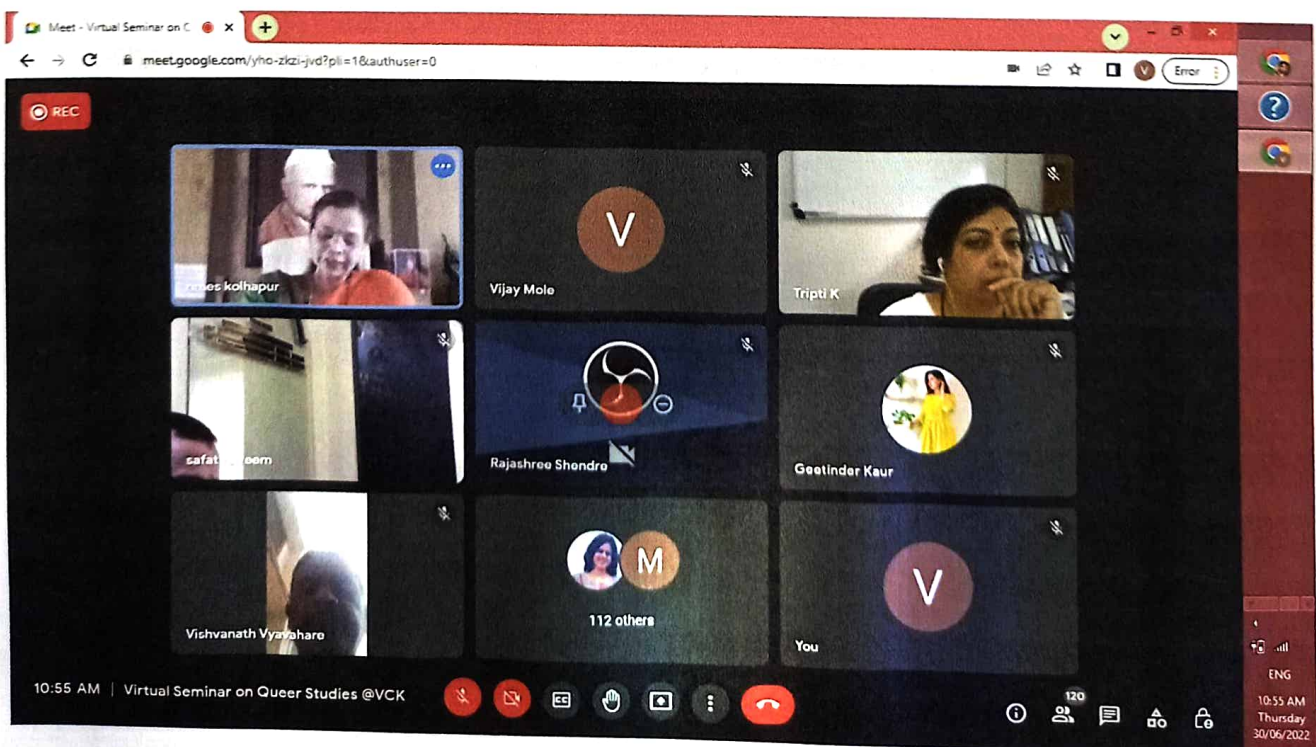 Meet - Virtual Seminar on
meet.google.com/yho-zkzi-jvd?pli=1&authuser=0
V
Error
REC
kolhapur
V
Vijay Mole
Tripti K
Rajashree Shendre
Geetinder Kaur
Vishvanath Vyavahare
M
112 others
V
You
10:55 AM | Virtual Seminar on Queer Studies @VCK
CC
120
ENG
10:55 AM
Thursday
30/06/2022